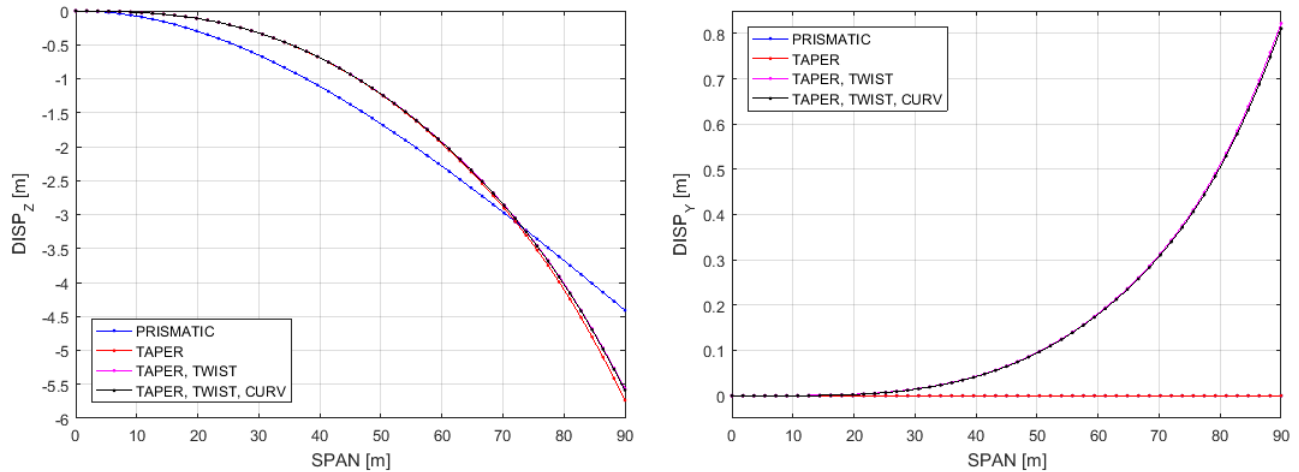 0
-0.5
-1
-1.5
-2
-2.5
-3
-3.5
-4
-4.5
-5
-5.5
-6
DISP_Z [m]
PRISMATIC
TAPER
TAPER, TWIST
TAPER, TWIST, CURV
0 10 20 30 40 50 60 70 80 90
SPAN [m]
0.8
0.7
0.6
0.5
0.4
0.3
0.2
0.1
0
DISP_Y [m]
PRISMATIC
TAPER
TAPER, TWIST
TAPER, TWIST, CURV
0 10 20 30 40 50 60 70 80 90
SPAN [m]